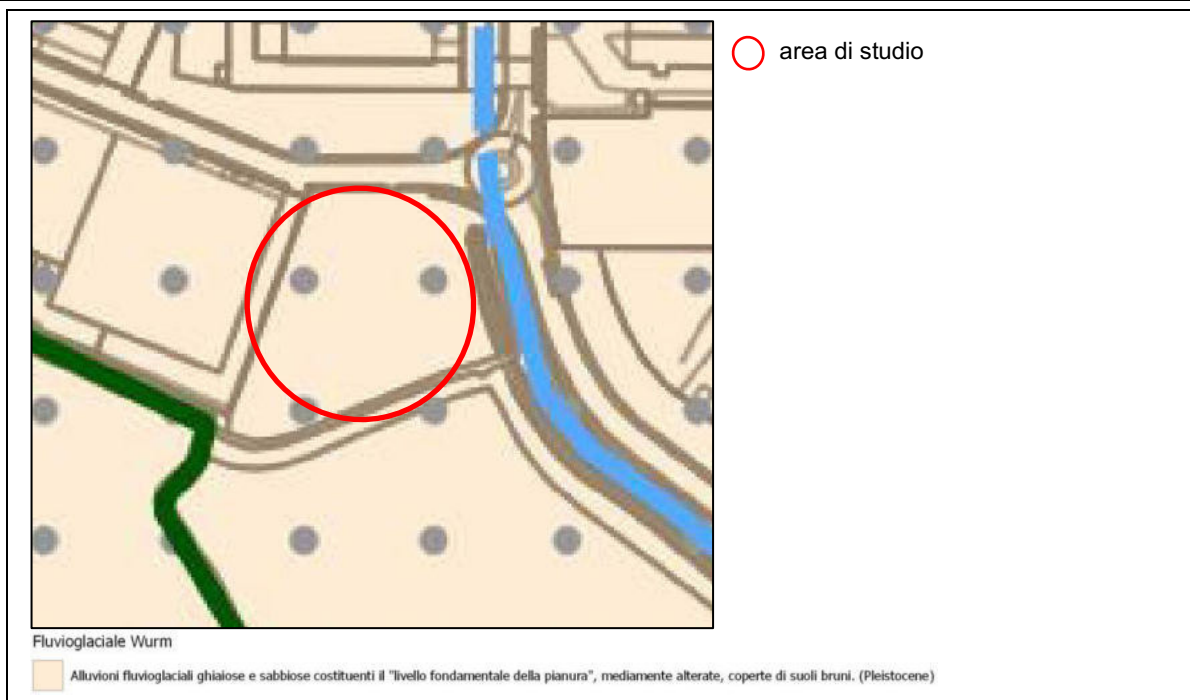 area di studio
Fluvioglaciale Wurm
Alluvioni fluvioglaciali ghiaiose e sabbiose costituenti il "livello fondamentale della pianura", mediamente alterate, coperte di suoli bruni. (Pleistocene)